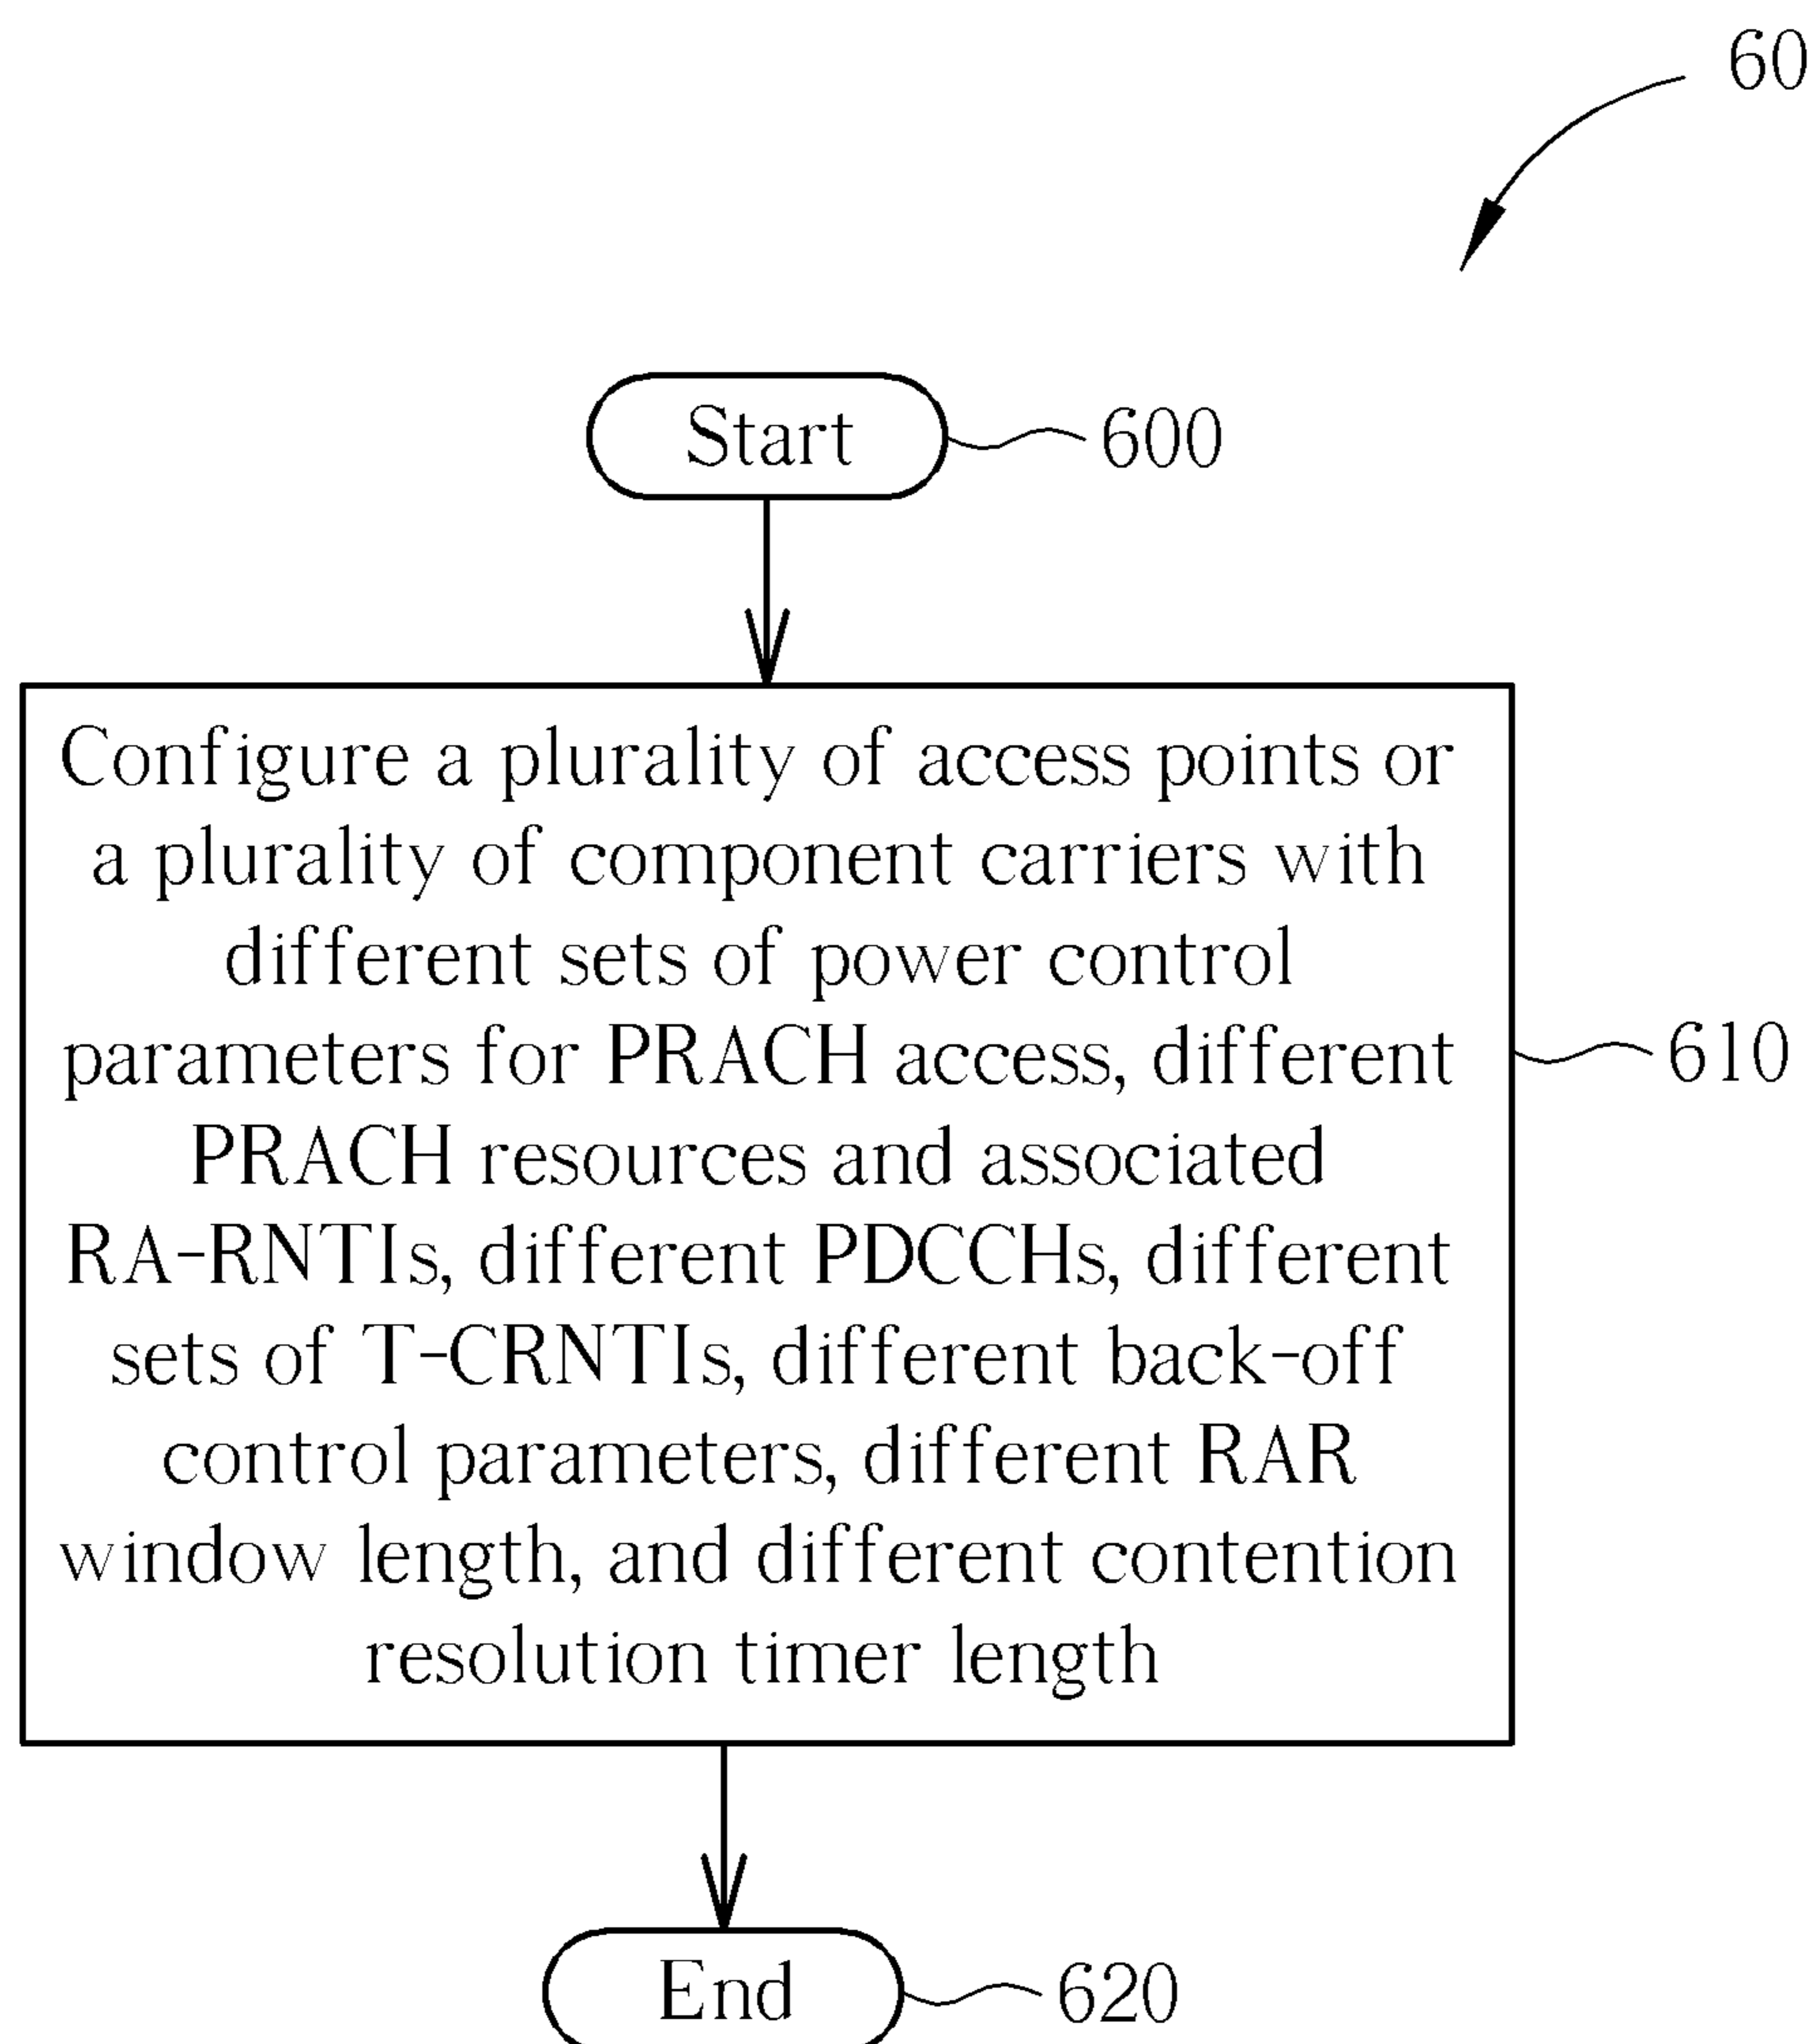 60
Start
600
Configure a plurality of access points or
a plurality of component carriers with
different sets of power control
parameters for PRACH access, different
PRACH resources and associated
RA-RNTIs, different PDCCHs, different
sets of T-CRNTIs, different back-off
control parameters, different RAR
window length, and different contention
resolution timer length
610
End
620